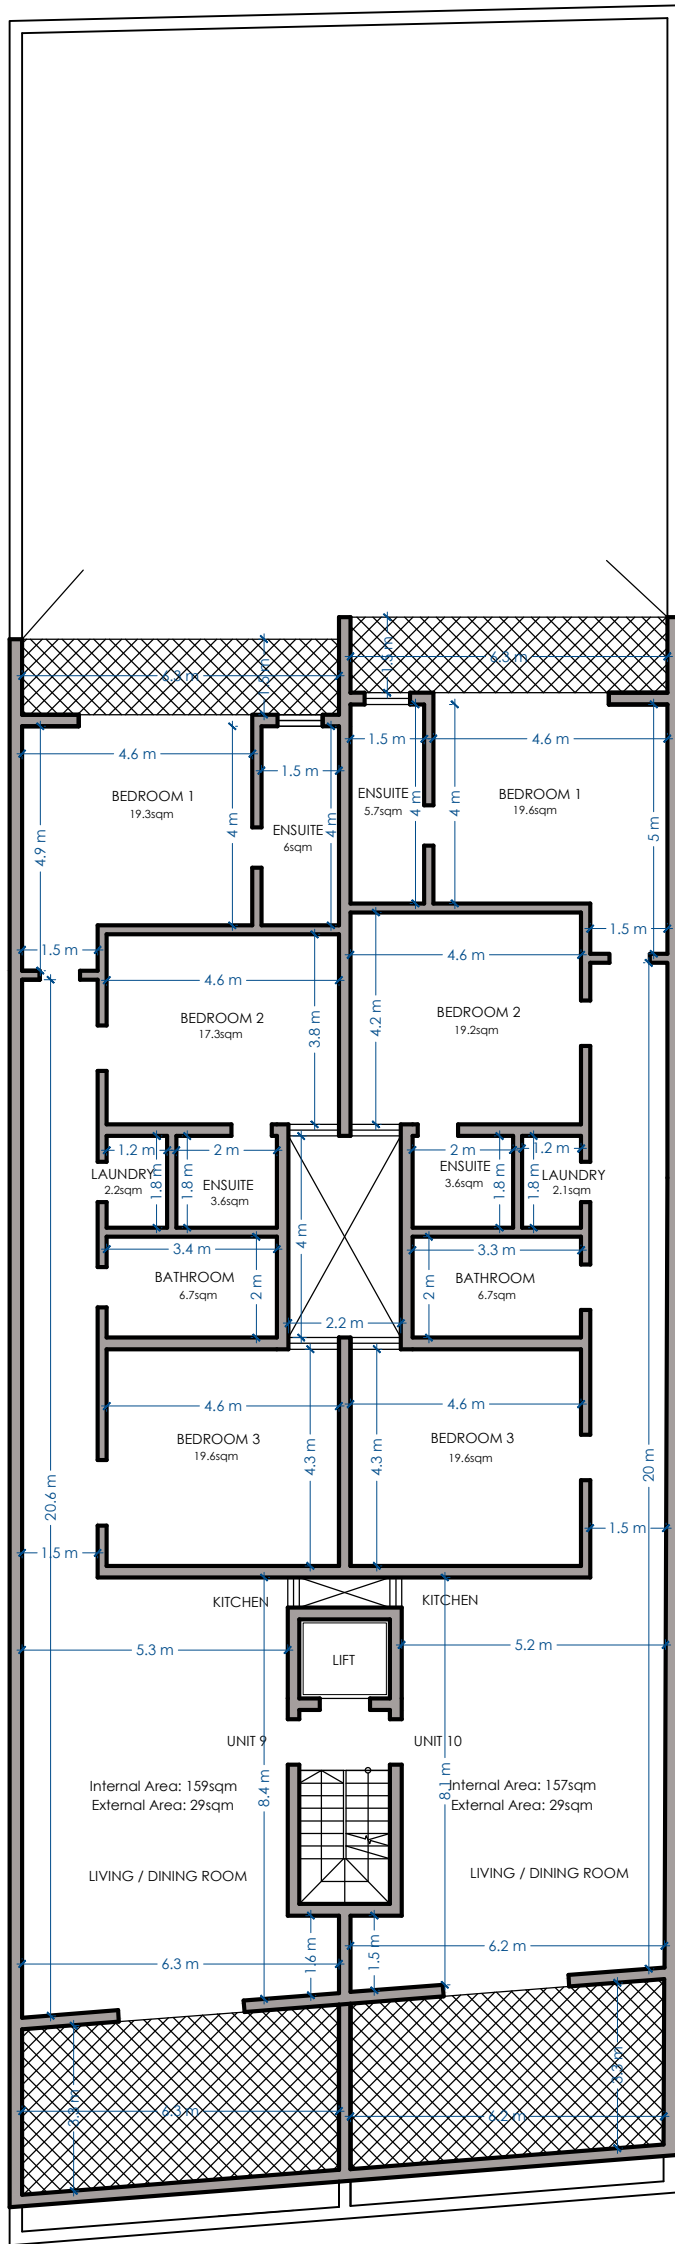 6.3 m
1.5 m
6.3 m
1.5 m
4.6 m
1.5 m
1.5 m
4.6 m
BEDROOM 1
19.3sqm
ENSUITE
6sqm
ENSUITE
5.7sqm
BEDROOM 1
19.6sqm
4.9 m
4 m
4 m
4 m
4 m
5 m
1.5 m
1.5 m
4.6 m
4.6 m
BEDROOM 2
17.3sqm
3.8 m
4.2 m
BEDROOM 2
19.2sqm
1.2 m
2 m
2 m
1.2 m
LAUNDRY
2.2sqm
1.8 m
1.8 m
ENSUITE
3.6sqm
ENSUITE
3.6sqm
1.8 m
1.8 m
LAUNDRY
2.1sqm
4 m
3.4 m
3.3 m
BATHROOM
6.7sqm
2 m
2 m
BATHROOM
6.7sqm
2.2 m
4.6 m
4.6 m
BEDROOM 3
19.6sqm
4.3 m
4.3 m
BEDROOM 3
19.6sqm
20.6 m
20 m
1.5 m
1.5 m
KITCHEN
KITCHEN
5.3 m
5.2 m
LIFT
UNIT 9
UNIT 10
Internal Area: 159sqm
External Area: 29sqm
8.4 m
8.1 m
Internal Area: 157sqm
External Area: 29sqm
LIVING / DINING ROOM
LIVING / DINING ROOM
1.6 m
1.5 m
6.3 m
6.2 m
3.3 m
3.3 m
6.3 m
6.2 m